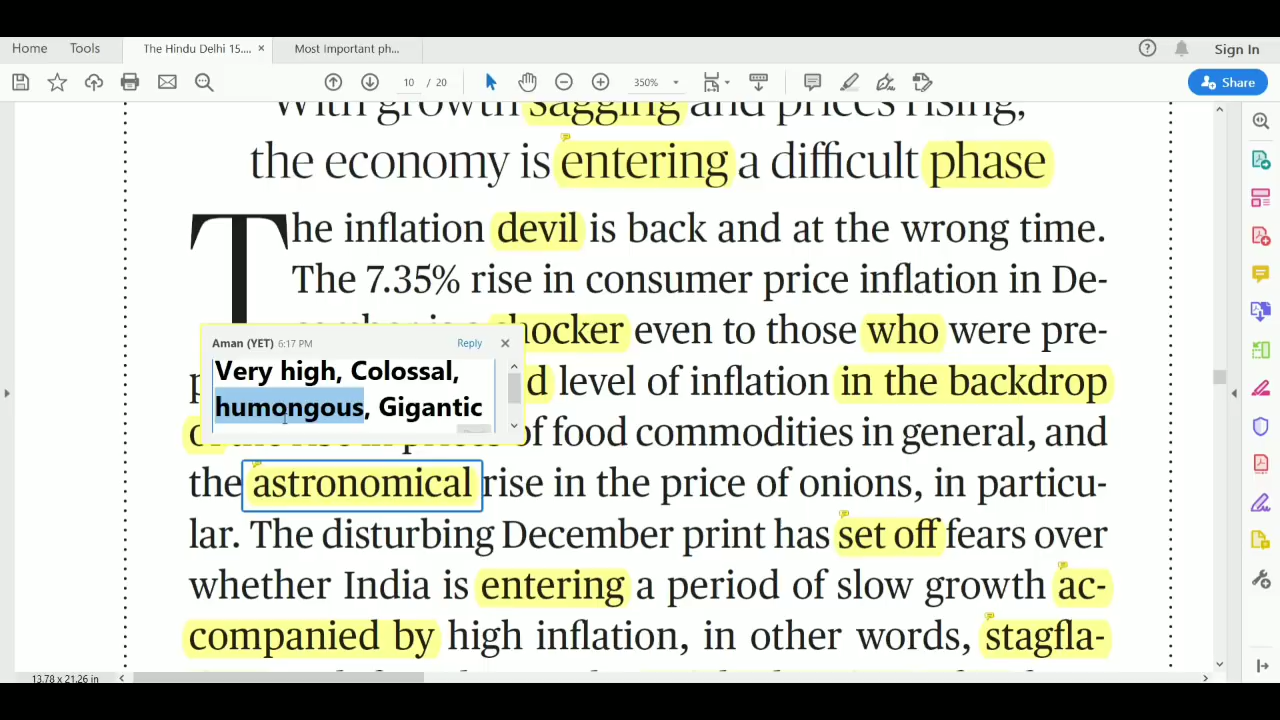 Home Tools The Hindu Delhi 15.... × Most important ph... Sign In
10 / 20 350% Share
With growth sagging and prices rising,
the economy is entering a difficult phase
The inflation devil is back and at the wrong time.
The 7.35% rise in consumer price inflation in De-
shocker even to those who were pre-
Aman (YET) 6:17 PM Reply
Very high, Colossal,
humongous, Gigantic
d level of inflation in the backdrop
of the rise in prices of food commodities in general, and
the astronomical rise in the price of onions, in particu-
lar. The disturbing December print has set off fears over
whether India is entering a period of slow growth ac-
companied by high inflation, in other words, stagfla-
13.78 x 21.26 in